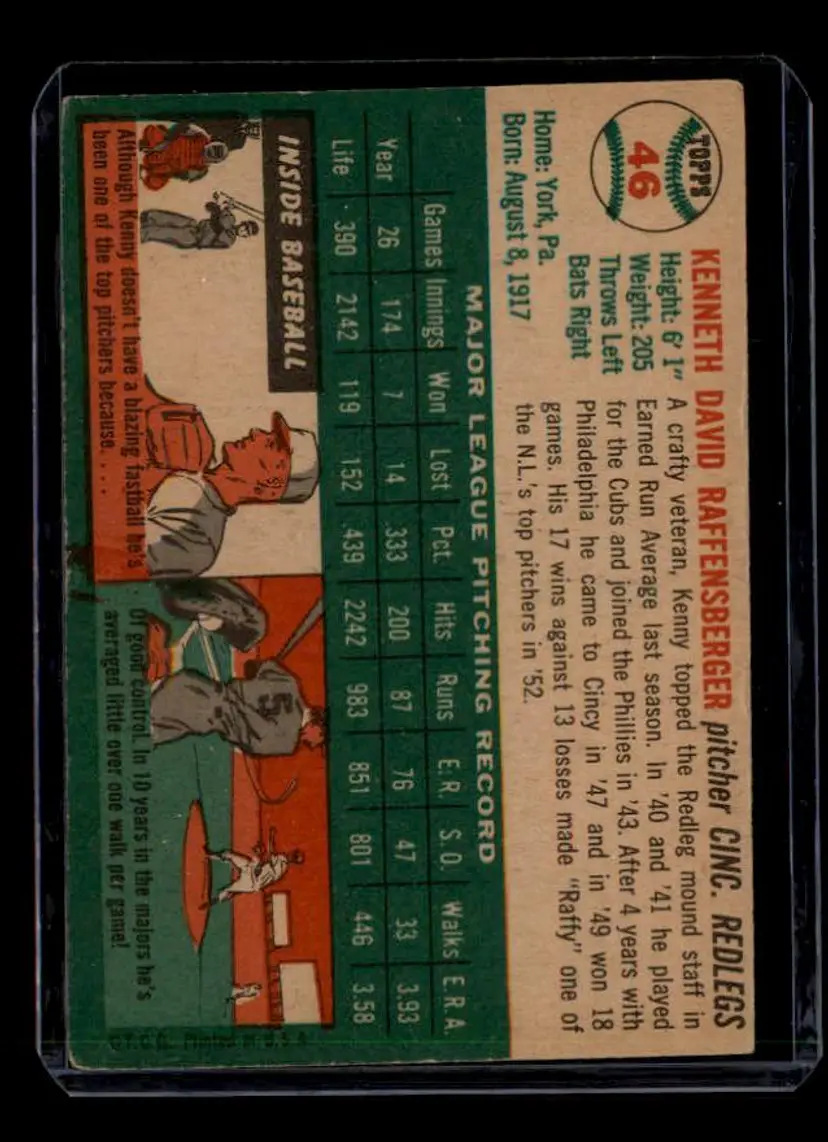 TOPPS
46
KENNETH DAVID RAFFENSBERGER pitcher CINC. REDLEGS
Height: 6' 1"
Weight: 205
Throws Left
Bats Right
Home: York, Pa.
Born: August 8, 1917
A crafty veteran, Kenny topped the Redleg mound staff in
Earned Run Average last season. In '40 and '41 he played
for the Cubs and joined the Phillies in '43. After 4 years with
Philadelphia he came to Cincy in '47 and in '49 won 18
games. His 17 wins against 13 losses made "Raffy" one of
the N.L.'s top pitchers in '52.
MAJOR LEAGUE PITCHING RECORD
Games Innings Won Lost Pct. Hits Runs E.R. S.O. Walks E.R.A.
Year 26 174 7 14 .333 200 87 76 47 33 3.93
Life 390 2142 119 152 .439 2242 983 851 801 446 3.58
INSIDE BASEBALL
5
Although Kenny doesn't have a blazing fastball he's
been one of the top pitchers because. . . .
Of good control. In 10 years in the majors he's
averaged little over one walk per game!
T.C.G. Printed in U.S.A.